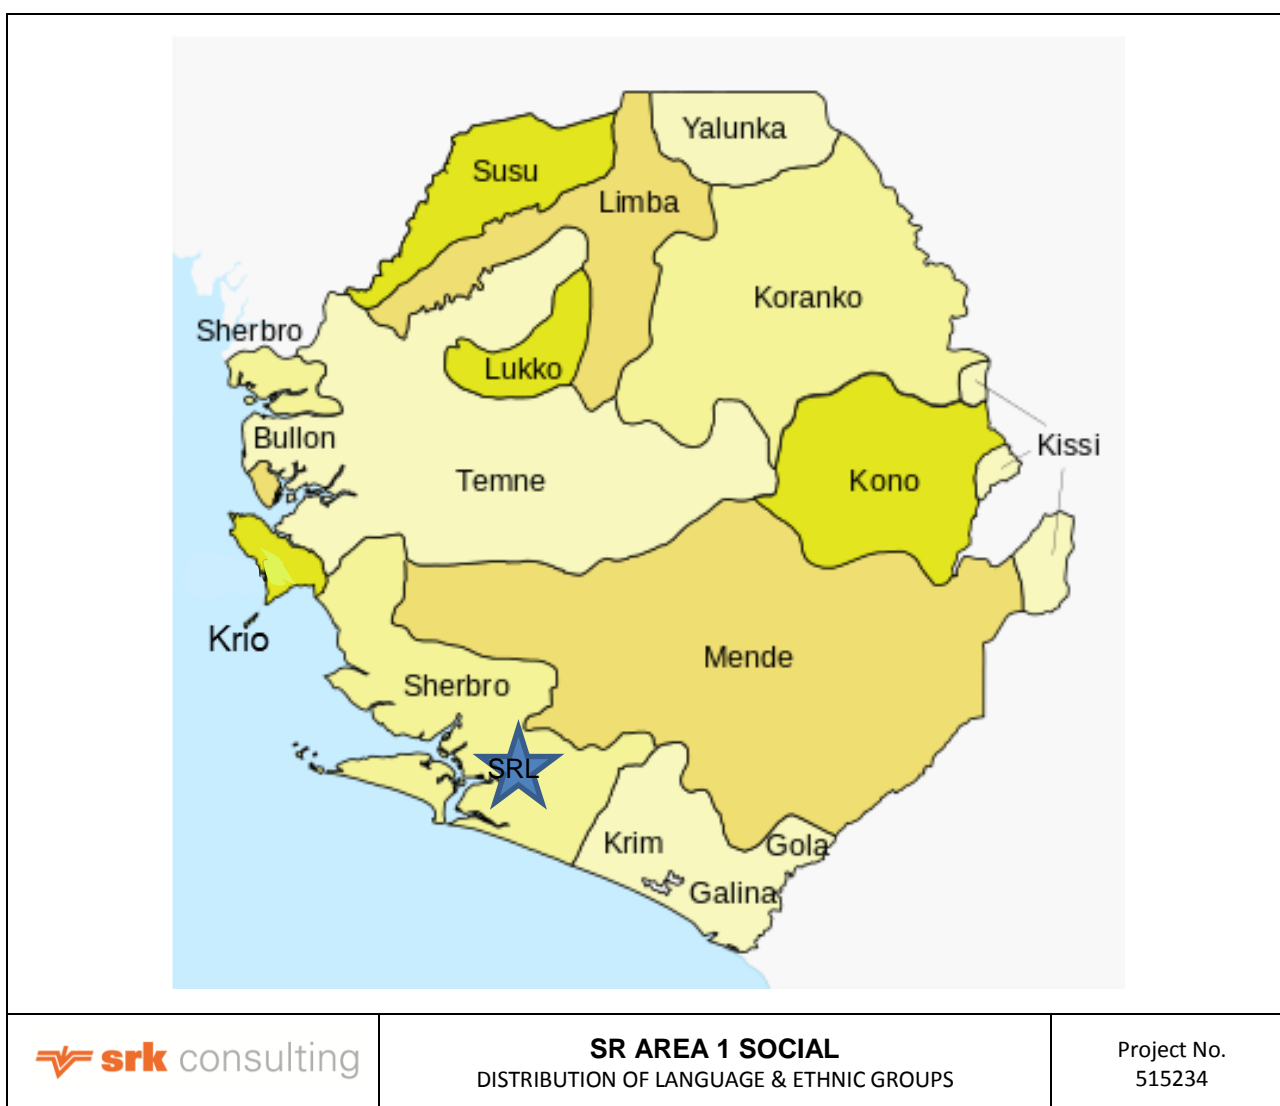 Yalunka
Susu
Limba
Koranko
Sherbro
Lukko
Bullon
Kissi
Temne
Kono
Krio
Mende
Sherbro
SRL
Krim
Gola
Galina
srk consulting
SR AREA 1 SOCIAL
DISTRIBUTION OF LANGUAGE & ETHNIC GROUPS
Project No.
515234